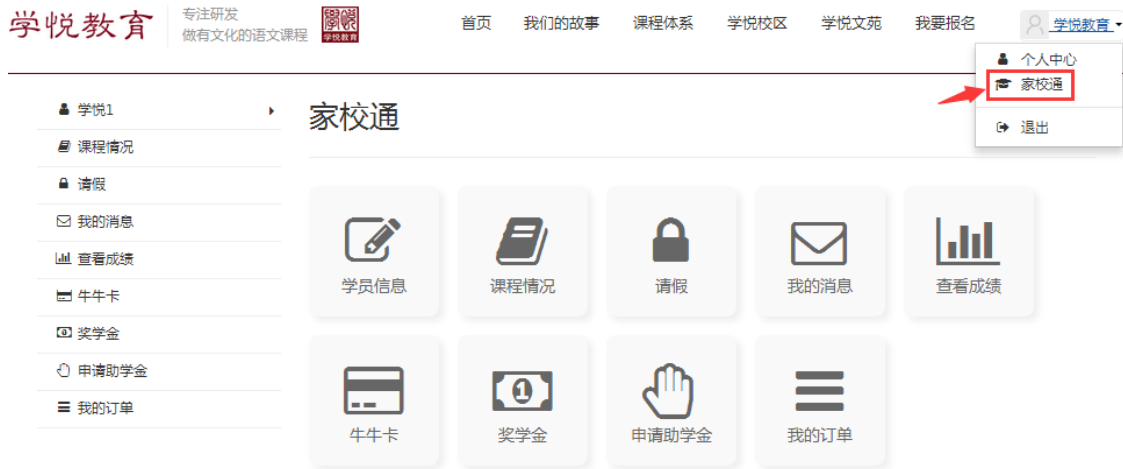 学悦教育
专注研发
做有文化的语文课程
學悅
学悦教育
首页 我们的故事 课程体系 学悦校区 学悦文苑 我要报名 学悦教育
个人中心
家校通
退出
学悦1
课程情况
请假
我的消息
查看成绩
牛牛卡
奖学金
申请助学金
我的订单
家校通
学员信息 课程情况 请假 我的消息 查看成绩
1
牛牛卡 奖学金 申请助学金 我的订单